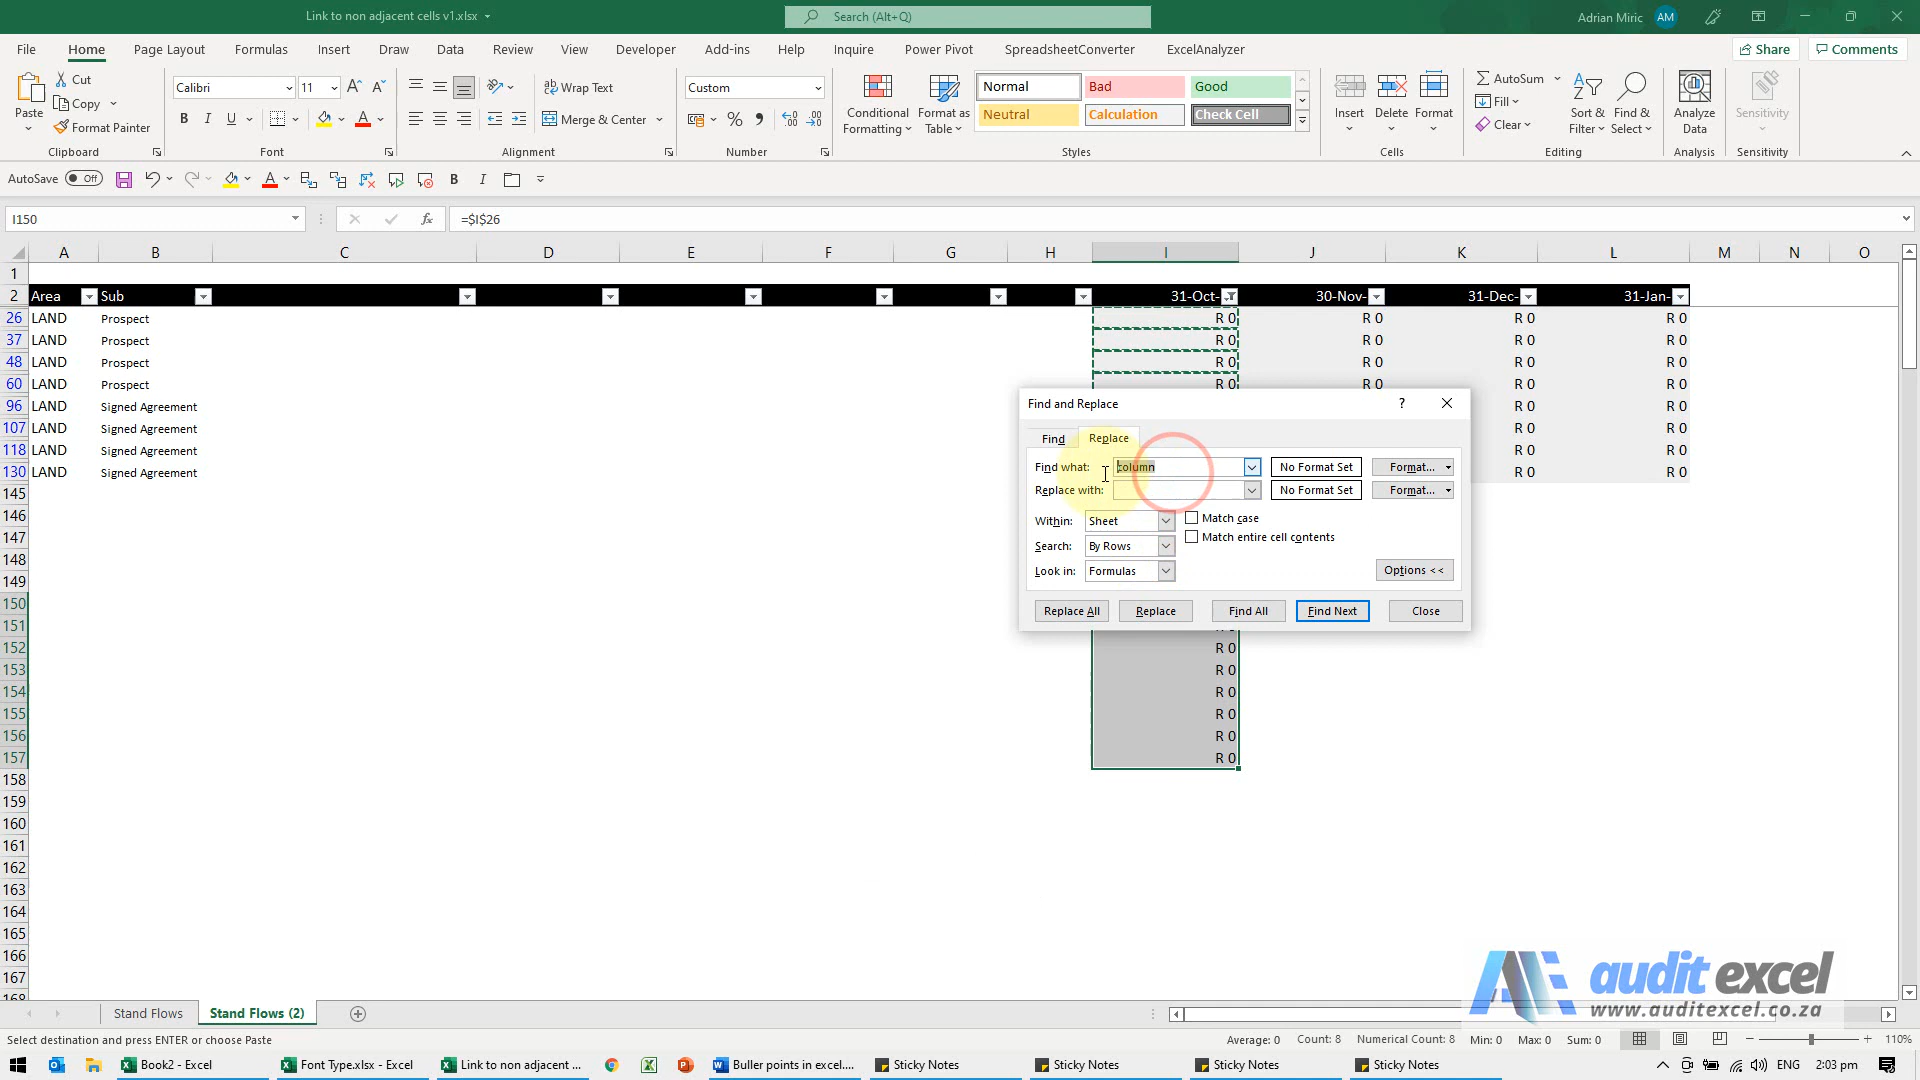 Link to non adjacent cells v1.xlsx
Search (Alt+Q)
Adrian Miric AM
File Home Page Layout Formulas Insert Draw Data Review View Developer Add-ins Help Inquire Power Pivot SpreadsheetConverter ExcelAnalyzer Share Comments
Paste Cut Copy Format Painter Clipboard
Calibri 11 B I U Font
Wrap Text Merge & Center Alignment
Custom % Number
Conditional Formatting Format as Table Normal Bad Good Neutral Calculation Check Cell Styles
Insert Delete Format Cells
AutoSum Fill Clear Sort & Filter Find & Select Editing
Analyze Data Analysis
Sensitivity Sensitivity
AutoSave Off B I
I150 fx =$I$26
A B C D E F G H I J K L M N O
1
2 Area Sub 31-Oct- 30-Nov- 31-Dec- 31-Jan-
26 LAND Prospect R 0 R 0 R 0 R 0
37 LAND Prospect R 0 R 0 R 0 R 0
48 LAND Prospect R 0 R 0 R 0 R 0
60 LAND Prospect R 0 R 0 R 0 R 0
96 LAND Signed Agreement R 0 R 0
107 LAND Signed Agreement R 0 R 0
118 LAND Signed Agreement R 0 R 0
130 LAND Signed Agreement R 0 R 0
145
146
147
148
149
150
151
152 R 0
153 R 0
154 R 0
155 R 0
156 R 0
157 R 0
158
159
160
161
162
163
164
165
166
167
168
Find and Replace ?
Find Replace
Find what: column No Format Set Format...
Replace with: No Format Set Format...
Within: Sheet Match case
Search: By Rows Match entire cell contents
Look in: Formulas Options <<
Replace All Replace Find All Find Next Close
audit excel
www.auditexcel.co.za
Stand Flows Stand Flows (2)
Select destination and press ENTER or choose Paste Average: 0 Count: 8 Numerical Count: 8 Min: 0 Max: 0 Sum: 0 110%
Book2 - Excel Font Type.xlsx - Excel Link to non adjacent ... Buller points in excel.... Sticky Notes Sticky Notes Sticky Notes Sticky Notes ENG 2:03 pm